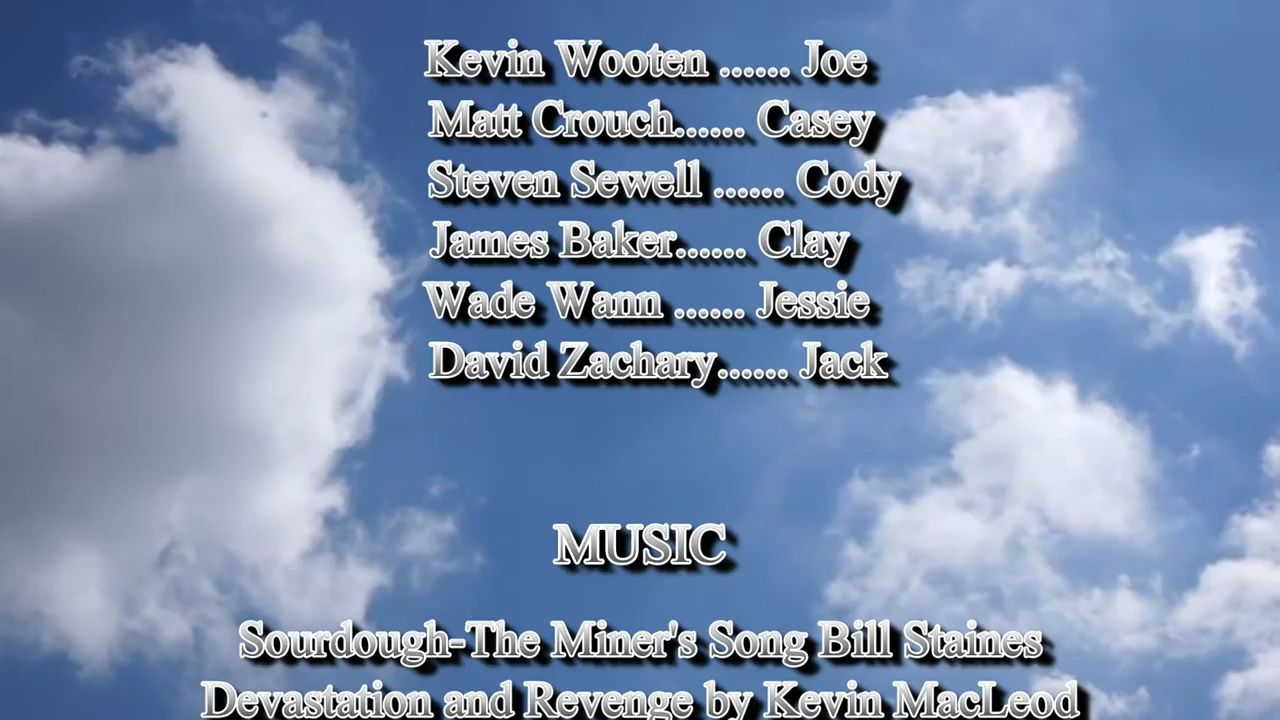 Kevin Wooten ...... Joe
Matt Crouch...... Casey
Steven Sewell ...... Cody
James Baker...... Clay
Wade Wann ...... Jessie
David Zachary...... Jack
MUSIC
Sourdough-The Miner's Song Bill Staines
Devastation and Revenge by Kevin MacLeod